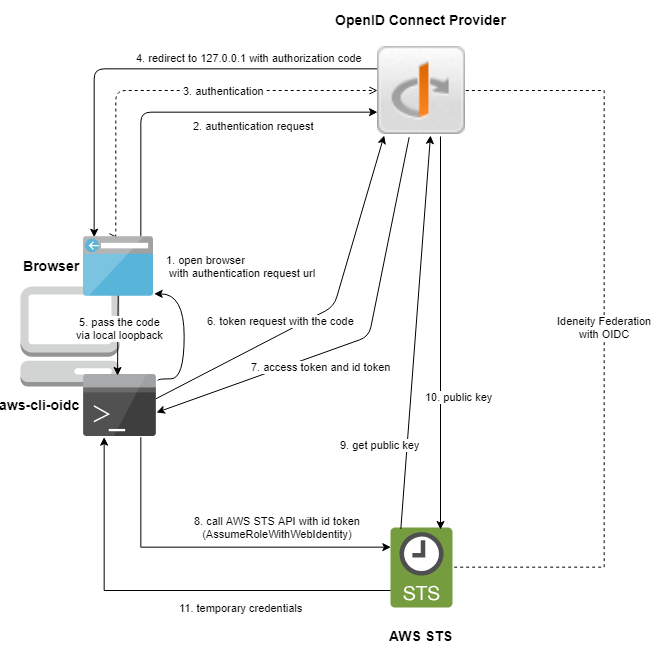 OpenID Connect Provider
4. redirect to 127.0.0.1 with authorization code
3. authentication
2. authentication request
Browser
1. open browser
with authentication request url
5. pass the code
via local loopback
6. token request with the code
Ideneity Federation
with OIDC
7. access token and id token
aws-cli-oidc
>_
10. public key
9. get public key
8. call AWS STS API with id token
(AssumeRoleWithWebIdentity)
STS
11. temporary credentials
AWS STS